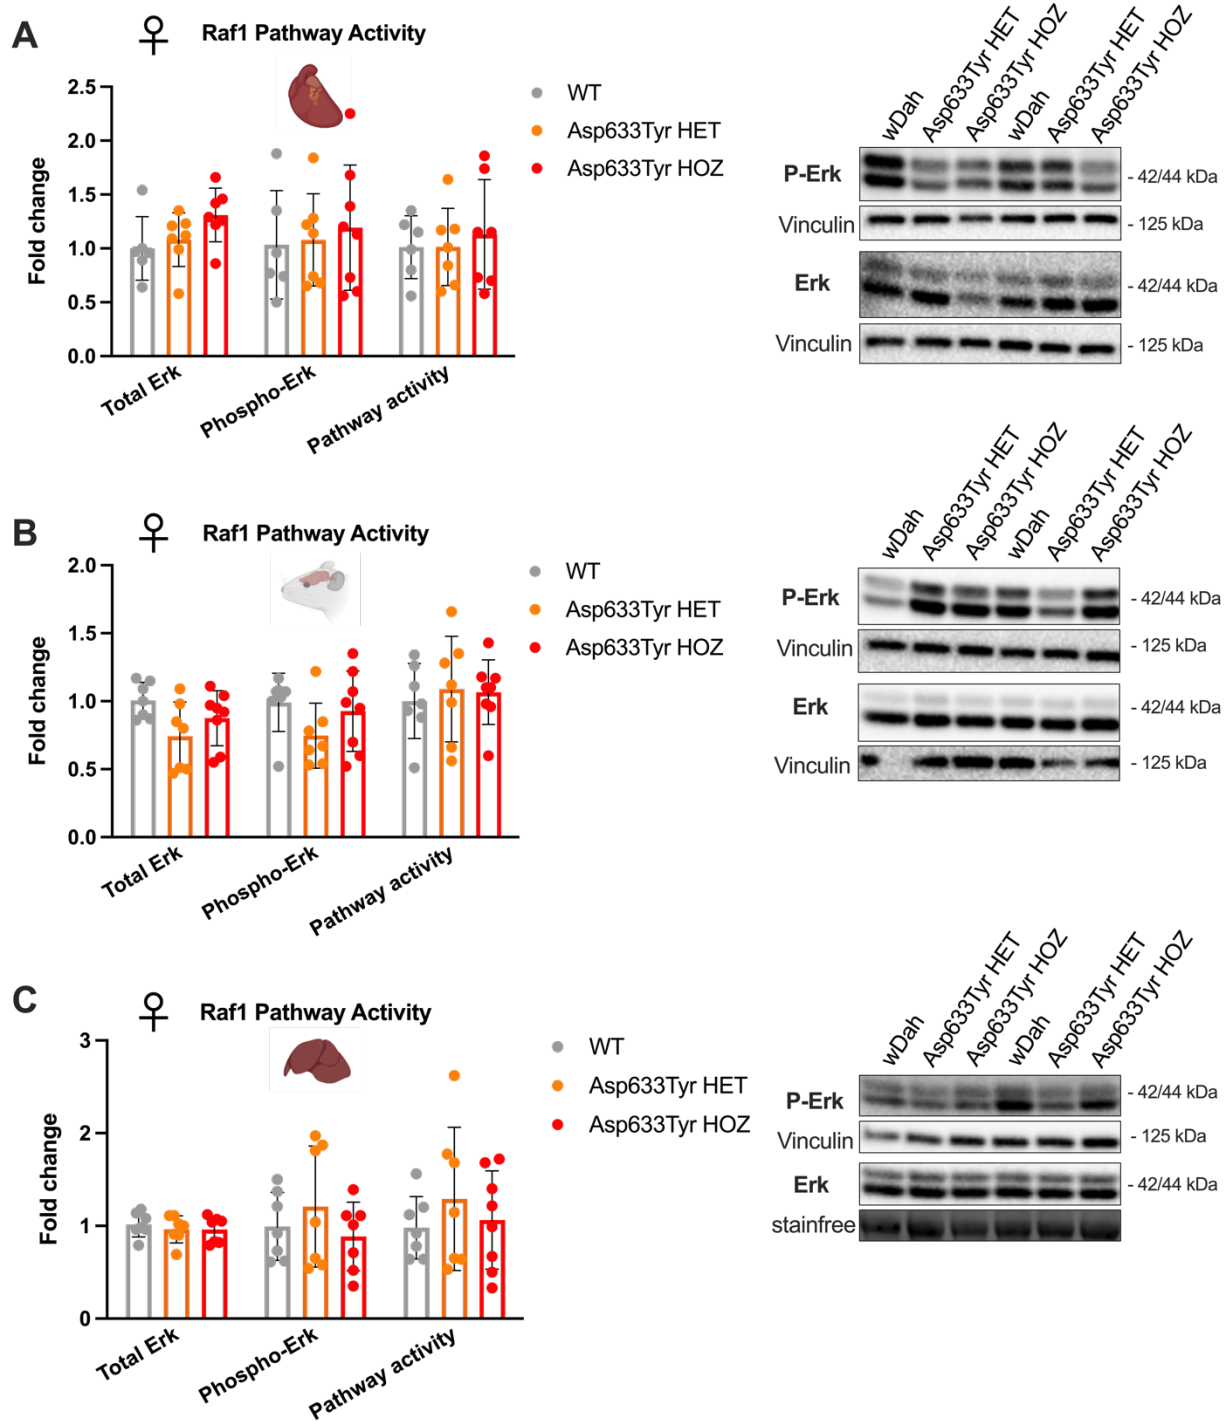 A
♀ Raf1 Pathway Activity
2.5
2.0
1.5
1.0
0.5
0.0
Fold change
Total Erk
Phospho-Erk
Pathway activity
WT
Asp633Tyr HET
Asp633Tyr HOZ
wDah
Asp633Tyr HET
Asp633Tyr HOZ
wDah
Asp633Tyr HET
Asp633Tyr HOZ
P-Erk - 42/44 kDa
Vinculin - 125 kDa
Erk - 42/44 kDa
Vinculin - 125 kDa
B
♀ Raf1 Pathway Activity
2.0
1.5
1.0
0.5
0.0
Fold change
Total Erk
Phospho-Erk
Pathway activity
WT
Asp633Tyr HET
Asp633Tyr HOZ
wDah
Asp633Tyr HET
Asp633Tyr HOZ
wDah
Asp633Tyr HET
Asp633Tyr HOZ
P-Erk - 42/44 kDa
Vinculin - 125 kDa
Erk - 42/44 kDa
Vinculin - 125 kDa
C
♀ Raf1 Pathway Activity
3
2
1
0
Fold change
Total Erk
Phospho-Erk
Pathway activity
WT
Asp633Tyr HET
Asp633Tyr HOZ
wDah
Asp633Tyr HET
Asp633Tyr HOZ
wDah
Asp633Tyr HET
Asp633Tyr HOZ
P-Erk - 42/44 kDa
Vinculin - 125 kDa
Erk - 42/44 kDa
stainfree